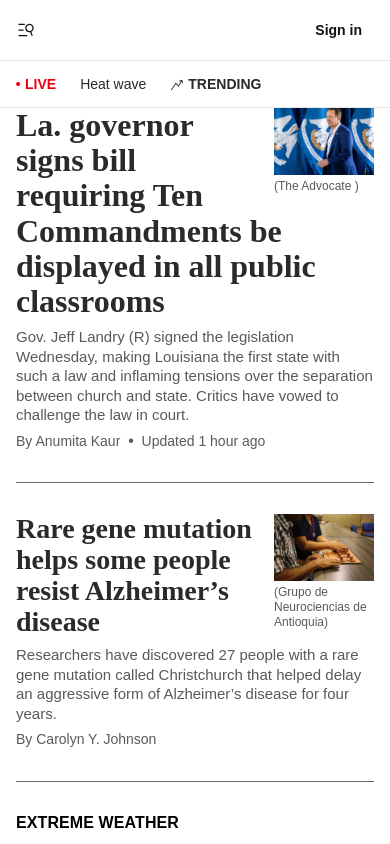 Sign in
• LIVE
Heat wave
TRENDING
La. governor
signs bill
requiring Ten
Commandments be
displayed in all public
classrooms
(The Advocate )
Gov. Jeff Landry (R) signed the legislation
Wednesday, making Louisiana the first state with
such a law and inflaming tensions over the separation
between church and state. Critics have vowed to
challenge the law in court.
By Anumita Kaur • Updated 1 hour ago
Rare gene mutation
helps some people
resist Alzheimer’s
disease
(Grupo de
Neurociencias de
Antioquia)
Researchers have discovered 27 people with a rare
gene mutation called Christchurch that helped delay
an aggressive form of Alzheimer’s disease for four
years.
By Carolyn Y. Johnson
EXTREME WEATHER